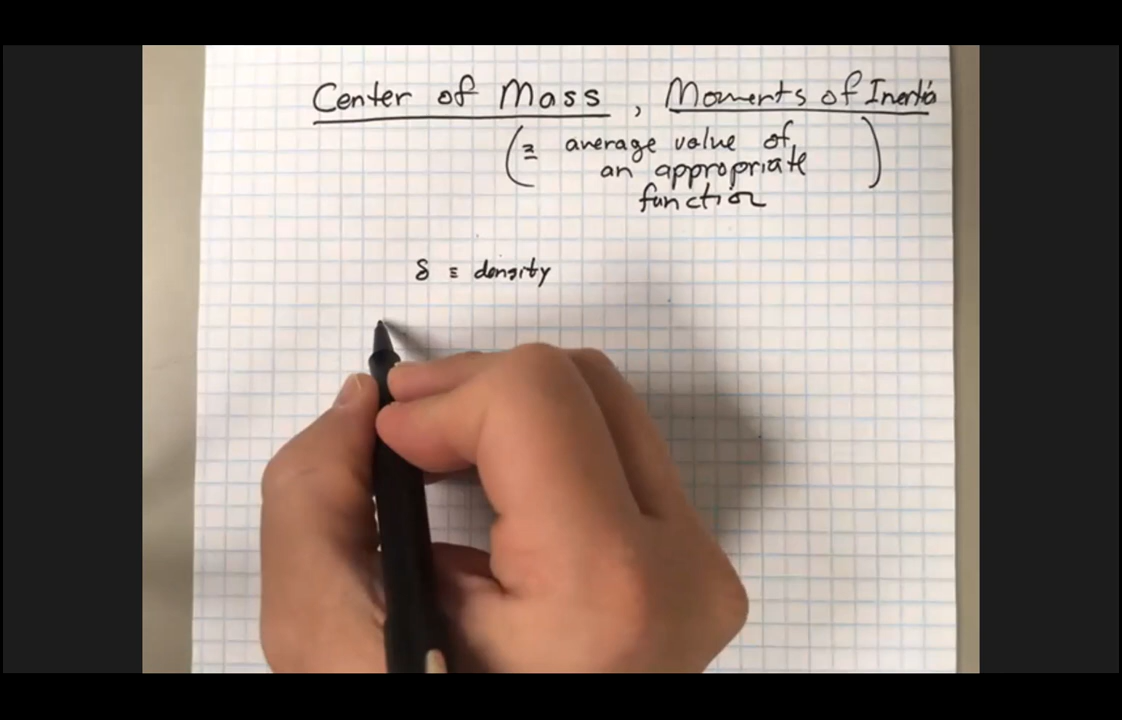 Center of Mass , Moments of Inertia
( ≡ average value of )
an appropriate
function
δ ≡ density